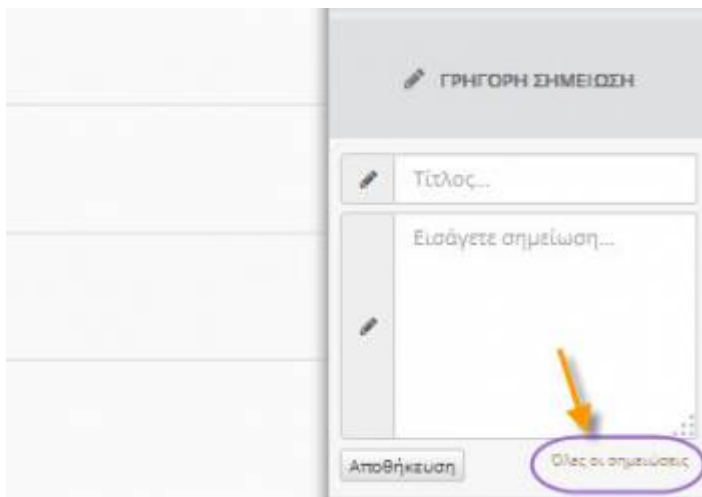 ΓΡΗΓΟΡΗ ΣΗΜΕΙΩΣΗ
Τίτλος...
Εισάγετε σημείωση...
Αποθήκευση
Όλες οι σημειώσεις